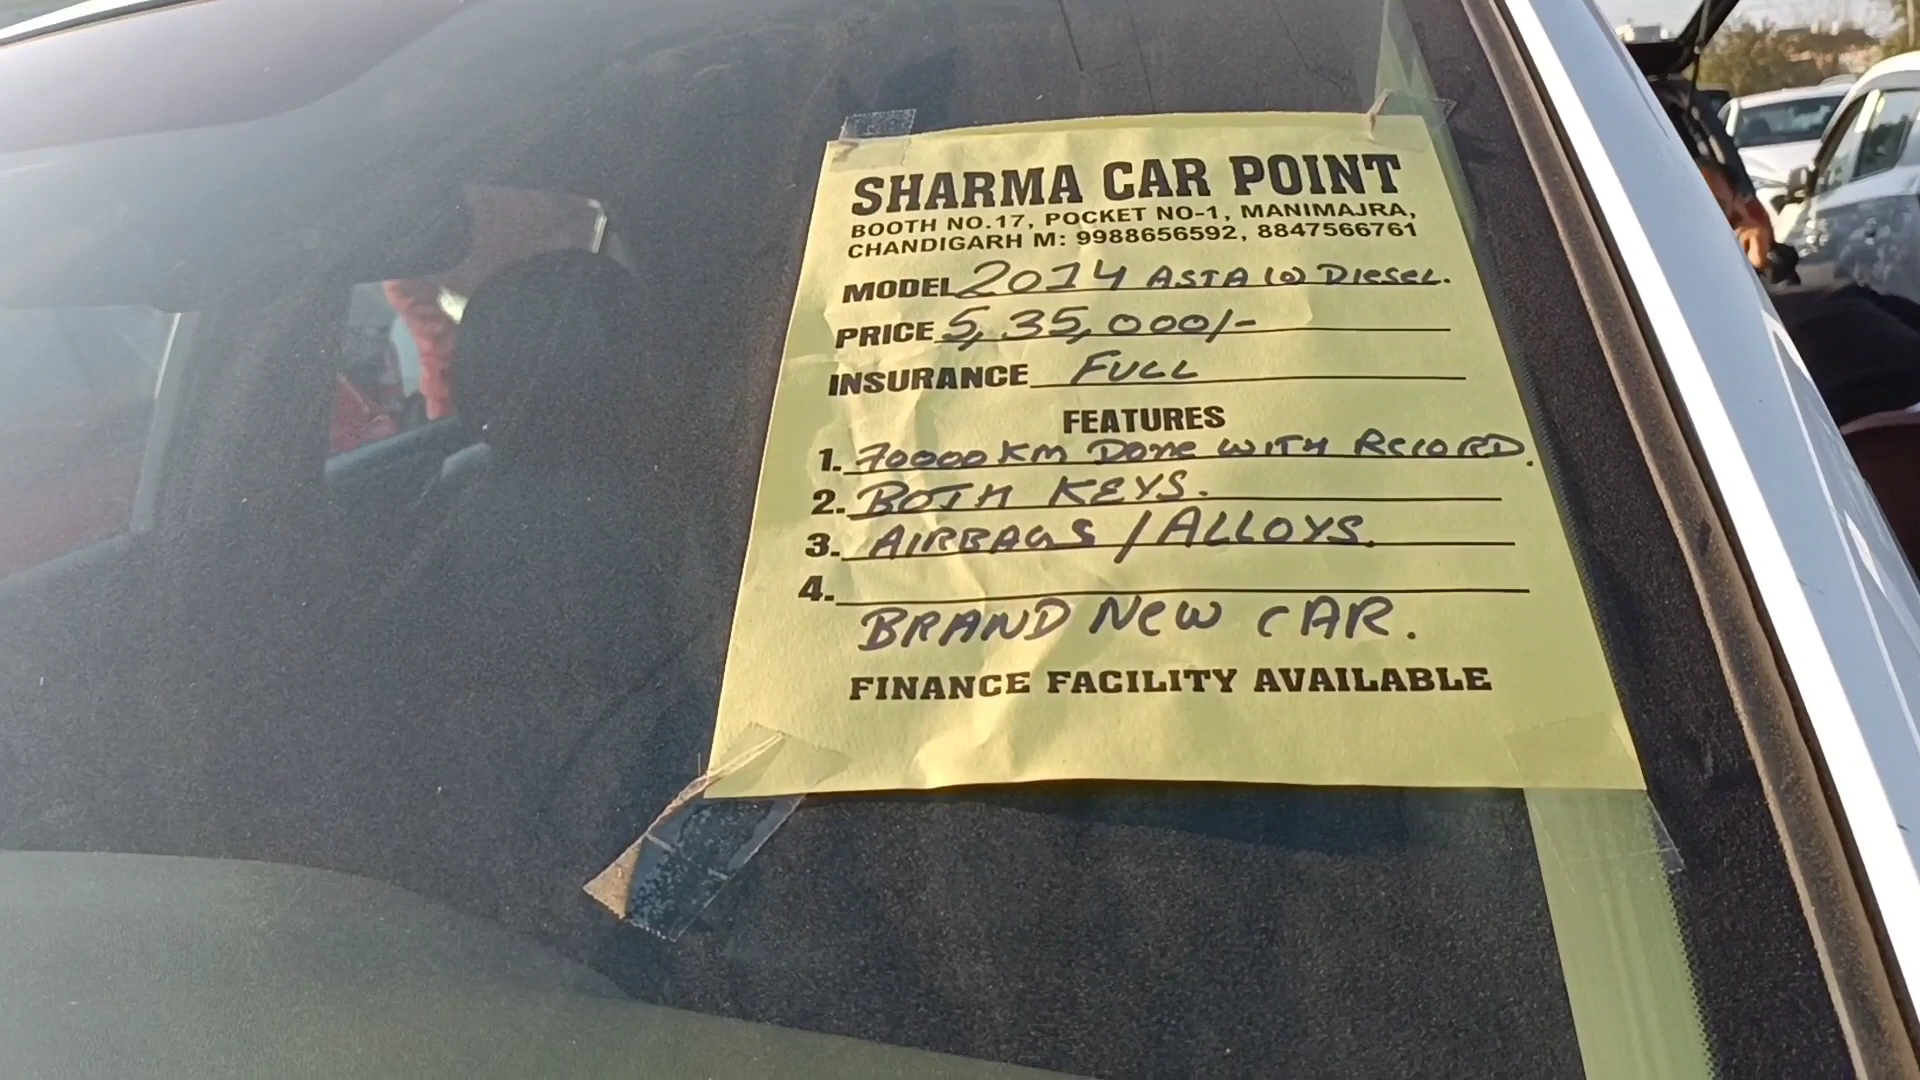 SHARMA CAR POINT
BOOTH NO.17, POCKET NO-1, MANIMAJRA,
CHANDIGARH M: 9988656592, 8847566761
MODEL 2014 ASTA (O) Diesel.
PRICE 5,35,000/-
INSURANCE FULL
FEATURES
1. 70000 Km Done WITH RECORD.
2. BOTH KEYS.
3. AIRBAGS / ALLOYS.
4.
BRAND New CAR.
FINANCE FACILITY AVAILABLE